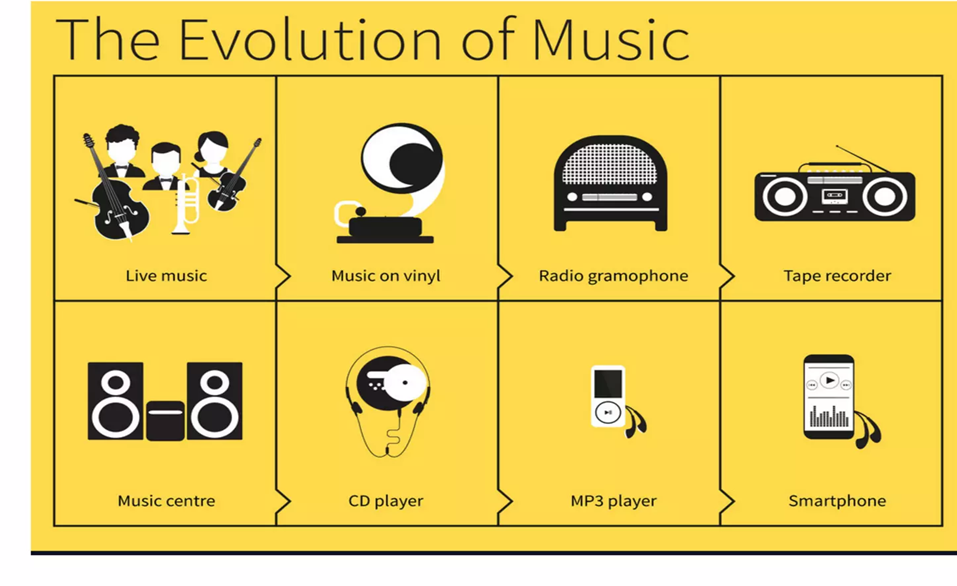 The Evolution of Music
Live music
Music on vinyl
Radio gramophone
Tape recorder
Music centre
CD player
MP3 player
Smartphone